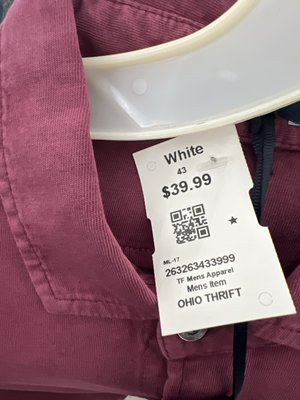 White
43
$39.99
ML-17
263263433999
TF Mens Apparel
Mens Item
OHIO THRIFT